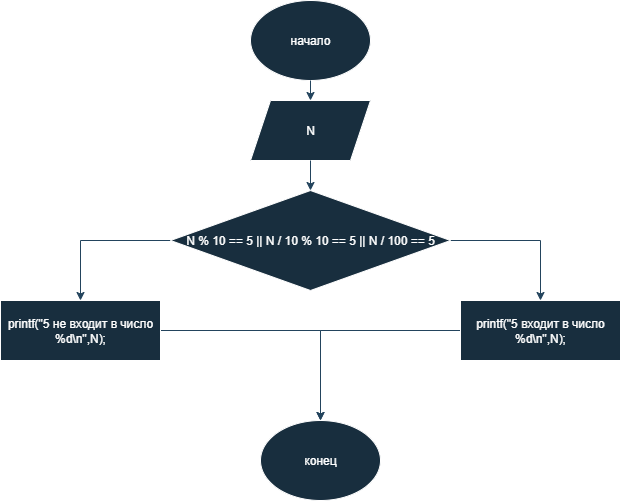 начало
N
N % 10 == 5 || N / 10 % 10 == 5 || N / 100 == 5
printf("5 не входит в число
%d\n",N);
printf("5 входит в число
%d\n",N);
конец